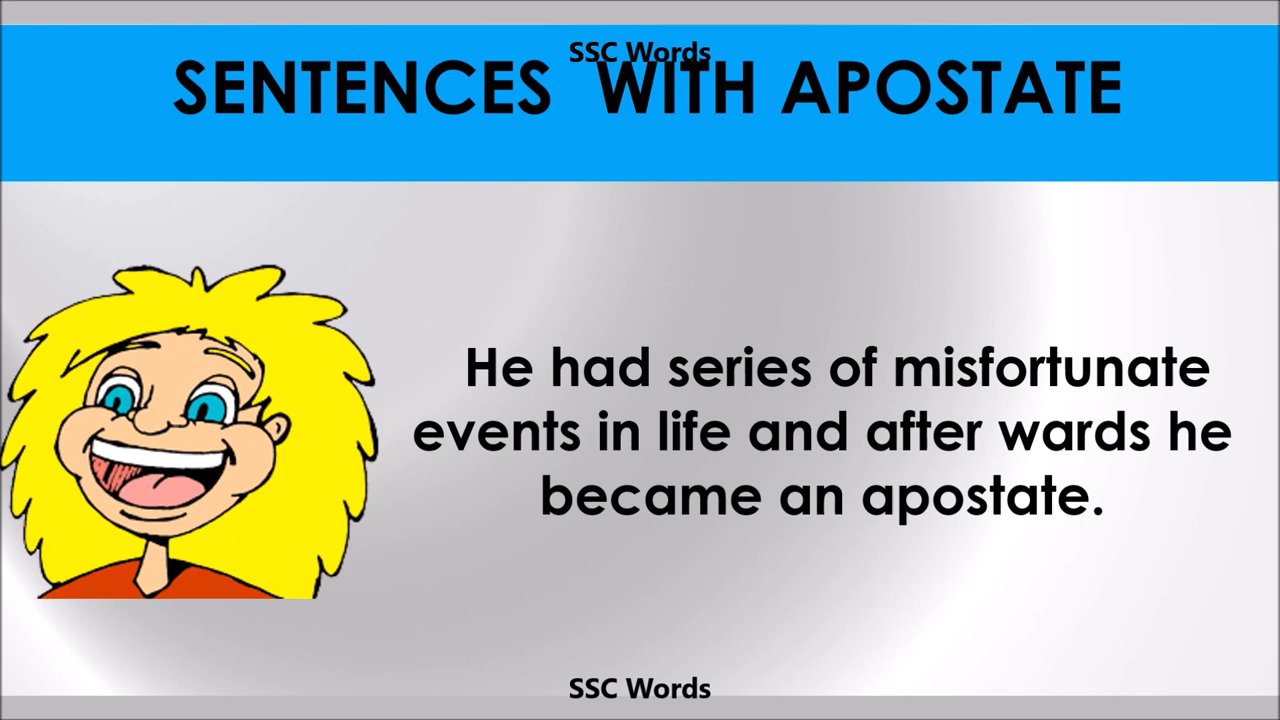 SSC Words
SENTENCES WITH APOSTATE
He had series of misfortunate
events in life and after wards he
became an apostate.
SSC Words